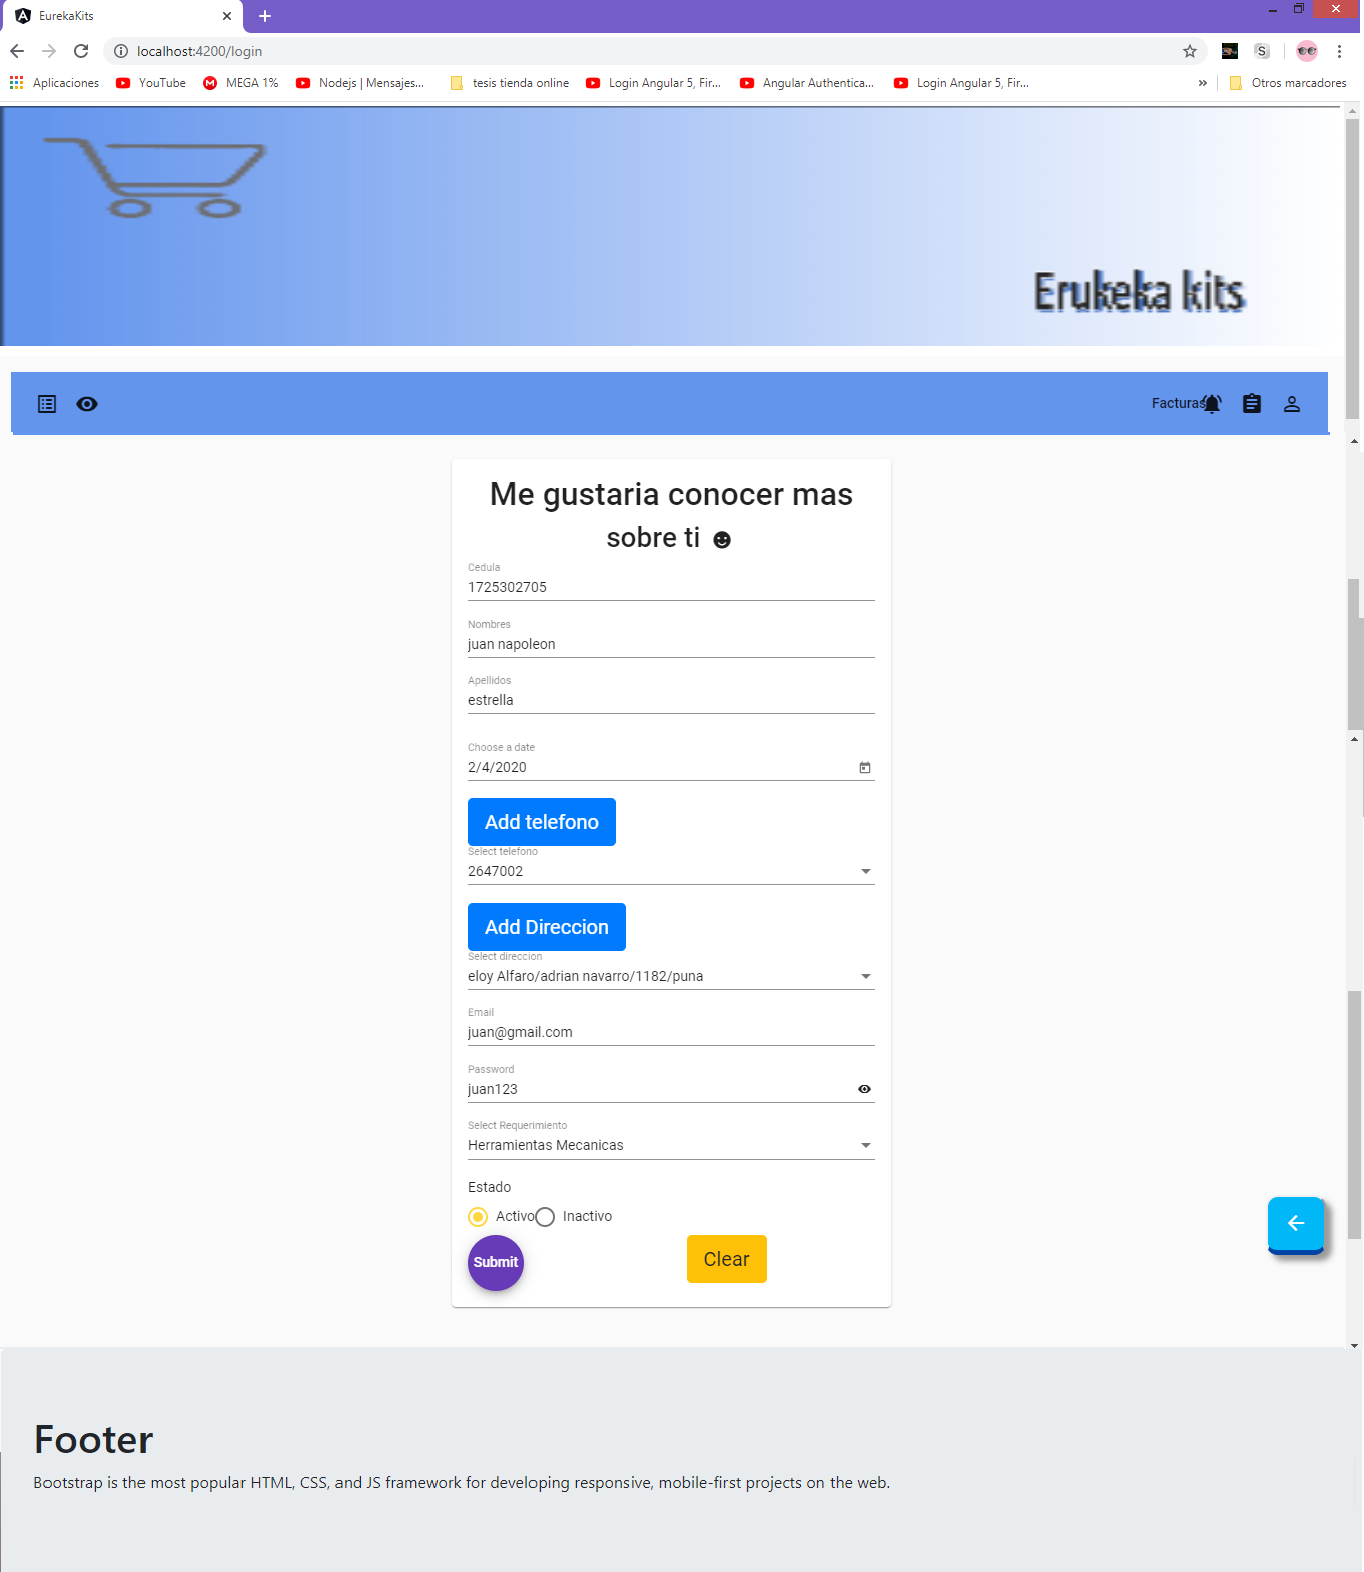 EurekaKits
localhost:4200/login
Aplicaciones YouTube MEGA 1% Nodejs | Mensajes... tesis tienda online Login Angular 5, Fir... Angular Authentica... Login Angular 5, Fir... » Otros marcadores
Erukeka kits
Facturas
Me gustaria conocer mas
sobre ti
Cedula
1725302705
Nombres
juan napoleon
Apellidos
estrella
Choose a date
2/4/2020
Add telefono
Select telefono
2647002
Add Direccion
Select direccion
eloy Alfaro/adrian navarro/1182/puna
Email
juan@gmail.com
Password
juan123
Select Requerimiento
Herramientas Mecanicas
Estado
Activo Inactivo
Submit Clear
Footer
Bootstrap is the most popular HTML, CSS, and JS framework for developing responsive, mobile-first projects on the web.